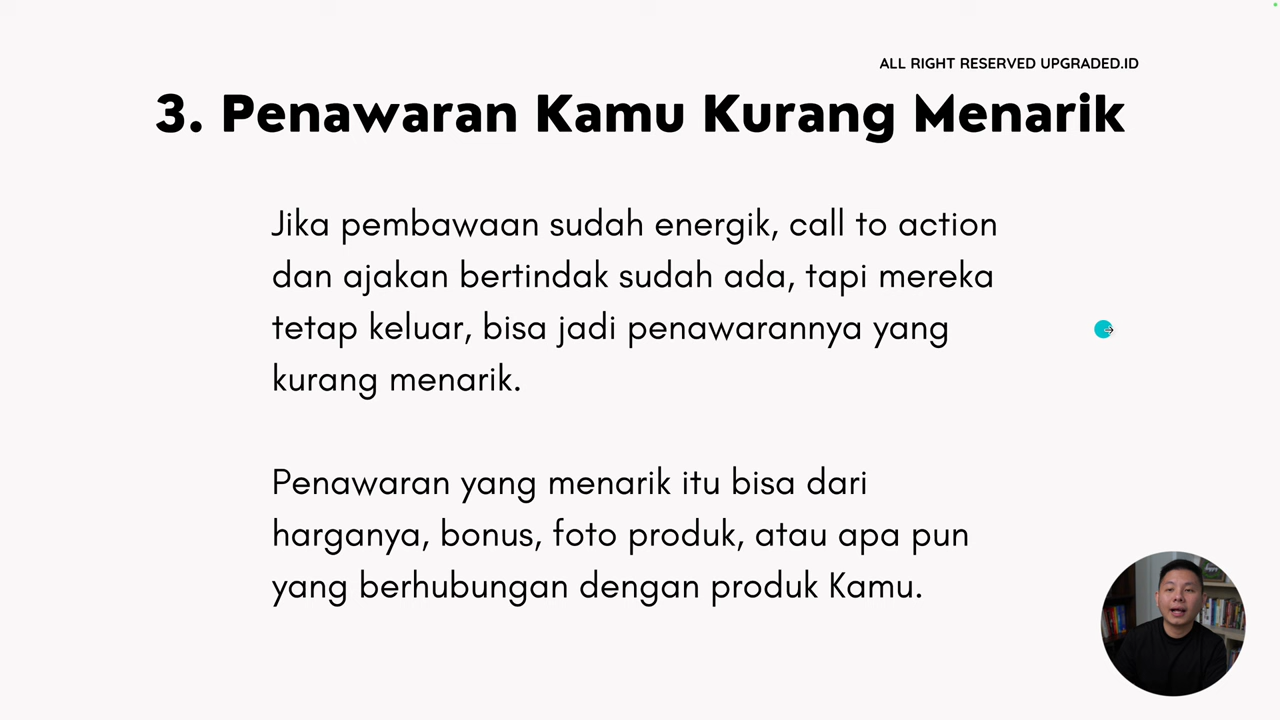 ALL RIGHT RESERVED UPGRADED.ID
3. Penawaran Kamu Kurang Menarik
Jika pembawaan sudah energik, call to action
dan ajakan bertindak sudah ada, tapi mereka
tetap keluar, bisa jadi penawarannya yang
kurang menarik.
Penawaran yang menarik itu bisa dari
harganya, bonus, foto produk, atau apa pun
yang berhubungan dengan produk Kamu.